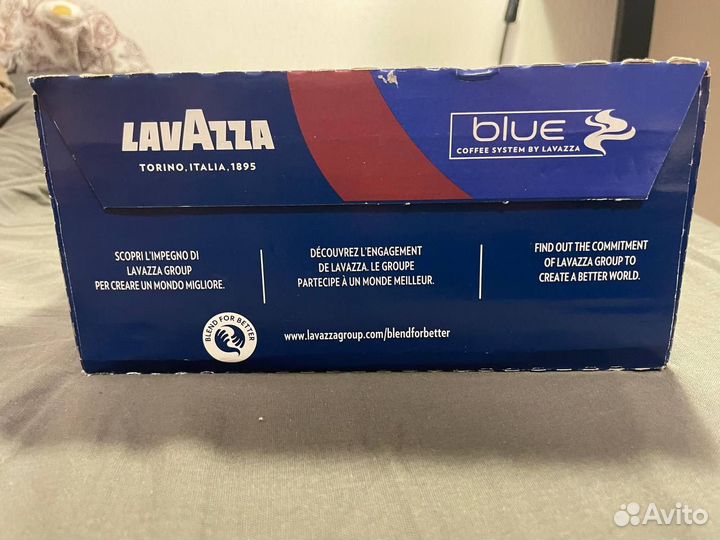 LAVAZZA
TORINO, ITALIA, 1895
blue
COFFEE SYSTEM BY LAVAZZA
SCOPRI L'IMPEGNO DI
LAVAZZA GROUP
PER CREARE UN MONDO MIGLIORE.
DÉCOUVREZ L'ENGAGEMENT
DE LAVAZZA. LE GROUPE
PARTECIPE À UN MONDE MEILLEUR.
FIND OUT THE COMMITMENT
OF LAVAZZA GROUP TO
CREATE A BETTER WORLD.
BLEND FOR BETTER
www.lavazzagroup.com/blendforbetter
Avito